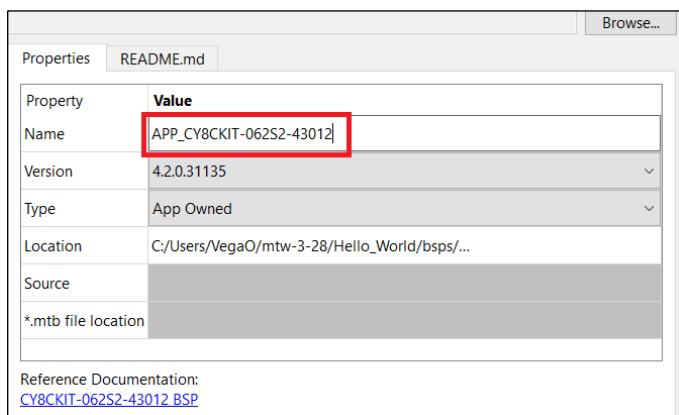 Browse...
Properties README.md
Property Value
Name APP_CY8CKIT-062S2-43012
Version 4.2.0.31135
Type App Owned
Location C:/Users/VegaO/mtw-3-28/Hello_World/bsps/...
Source
*.mtb file location
Reference Documentation:
CY8CKIT-062S2-43012 BSP